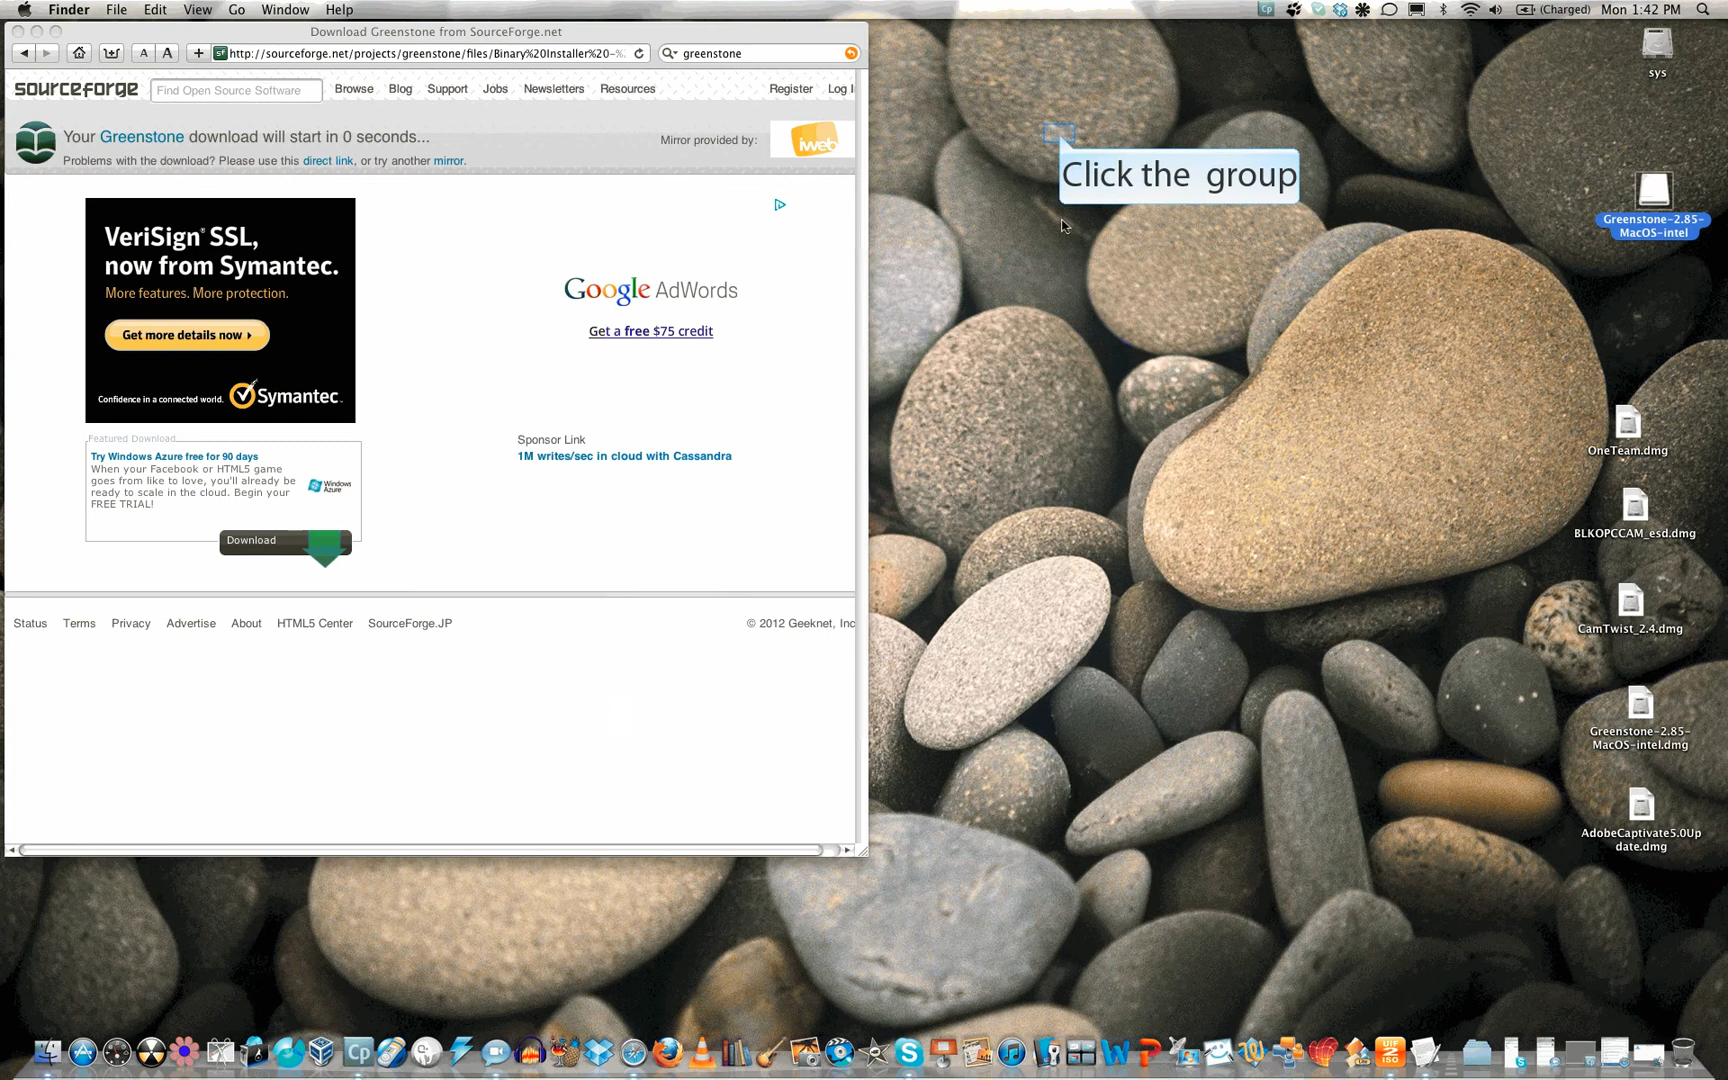 Finder File Edit View Go Window Help
(Charged) Mon 1:42 PM
Download Greenstone from SourceForge.net
A A + sf http://sourceforge.net/projects/greenstone/files/Binary%20Installer%20-%
greenstone
sourceforge Find Open Source Software Browse Blog Support Jobs Newsletters Resources Register Log I
Your Greenstone download will start in 0 seconds...
Problems with the download? Please use this direct link, or try another mirror.
Mirror provided by:
iweb
VeriSign SSL,
now from Symantec.
More features. More protection.
Get more details now
Confidence in a connected world.
Symantec.
Google AdWords
Get a free $75 credit
Featured Download
Try Windows Azure free for 90 days
When your Facebook or HTML5 game
goes from like to love, you'll already be
ready to scale in the cloud. Begin your
FREE TRIAL!
Windows
Azure
Download
Sponsor Link
1M writes/sec in cloud with Cassandra
Status Terms Privacy Advertise About HTML5 Center SourceForge.JP
© 2012 Geeknet, Inc
Click the group
sys
Greenstone-2.85-
MacOS-intel
OneTeam.dmg
BLKOPCCAM_esd.dmg
CamTwist_2.4.dmg
Greenstone-2.85-
MacOS-intel.dmg
AdobeCaptivate5.0Up
date.dmg
Cp
UIF
2
ISO